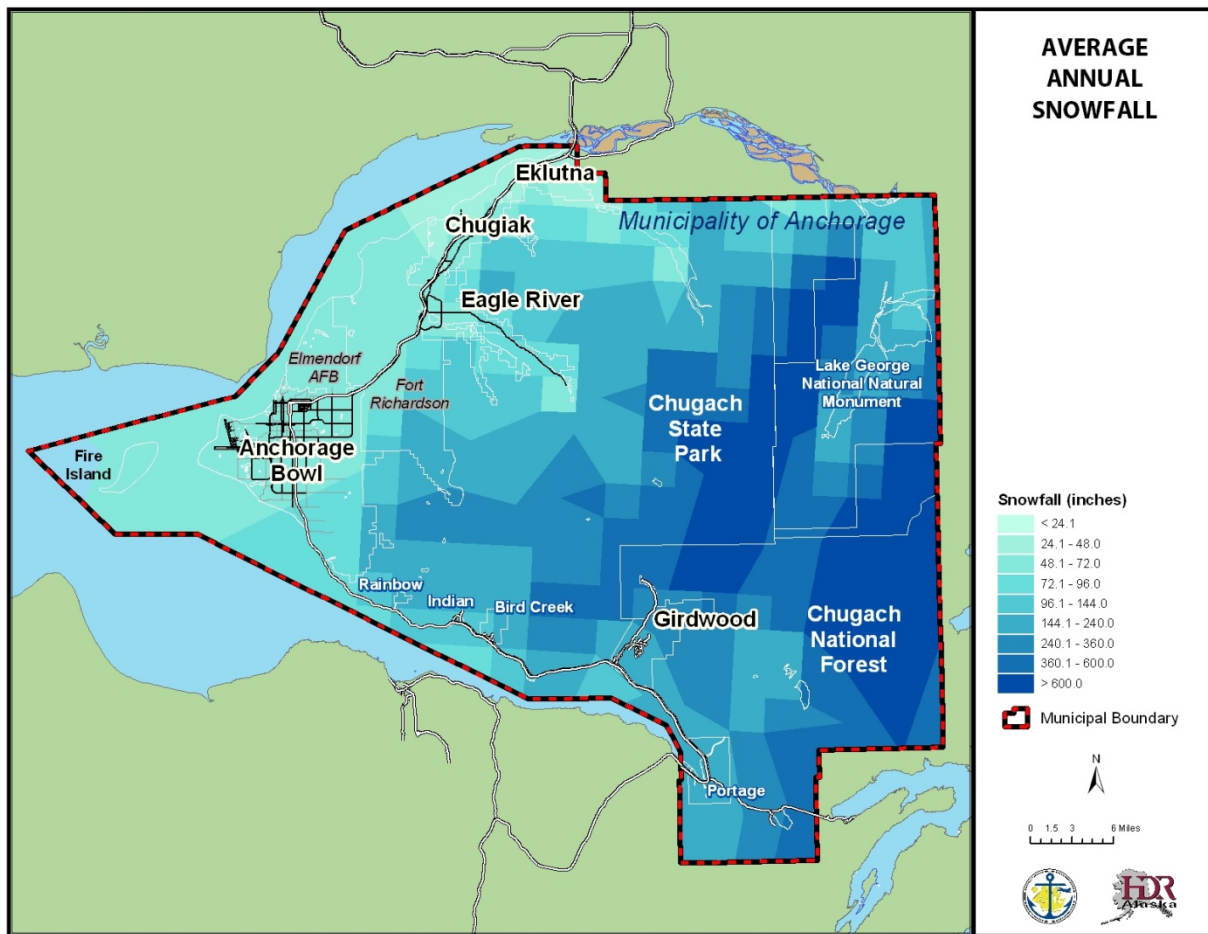 AVERAGE
ANNUAL
SNOWFALL
Eklutna
Municipality of Anchorage
Chugiak
Eagle River
Elmendorf
AFB
Fort
Richardson
Lake George
National Natural
Monument
Chugach
State
Park
Anchorage
Bowl
Fire
Island
Rainbow
Indian
Bird Creek
Girdwood
Chugach
National
Forest
Portage
Snowfall (inches)
< 24.1
24.1 - 48.0
48.1 - 72.0
72.1 - 96.0
96.1 - 144.0
144.1 - 240.0
240.1 - 360.0
360.1 - 600.0
> 600.0
Municipal Boundary
N
0 1.5 3 6 Miles
HDR
Alaska